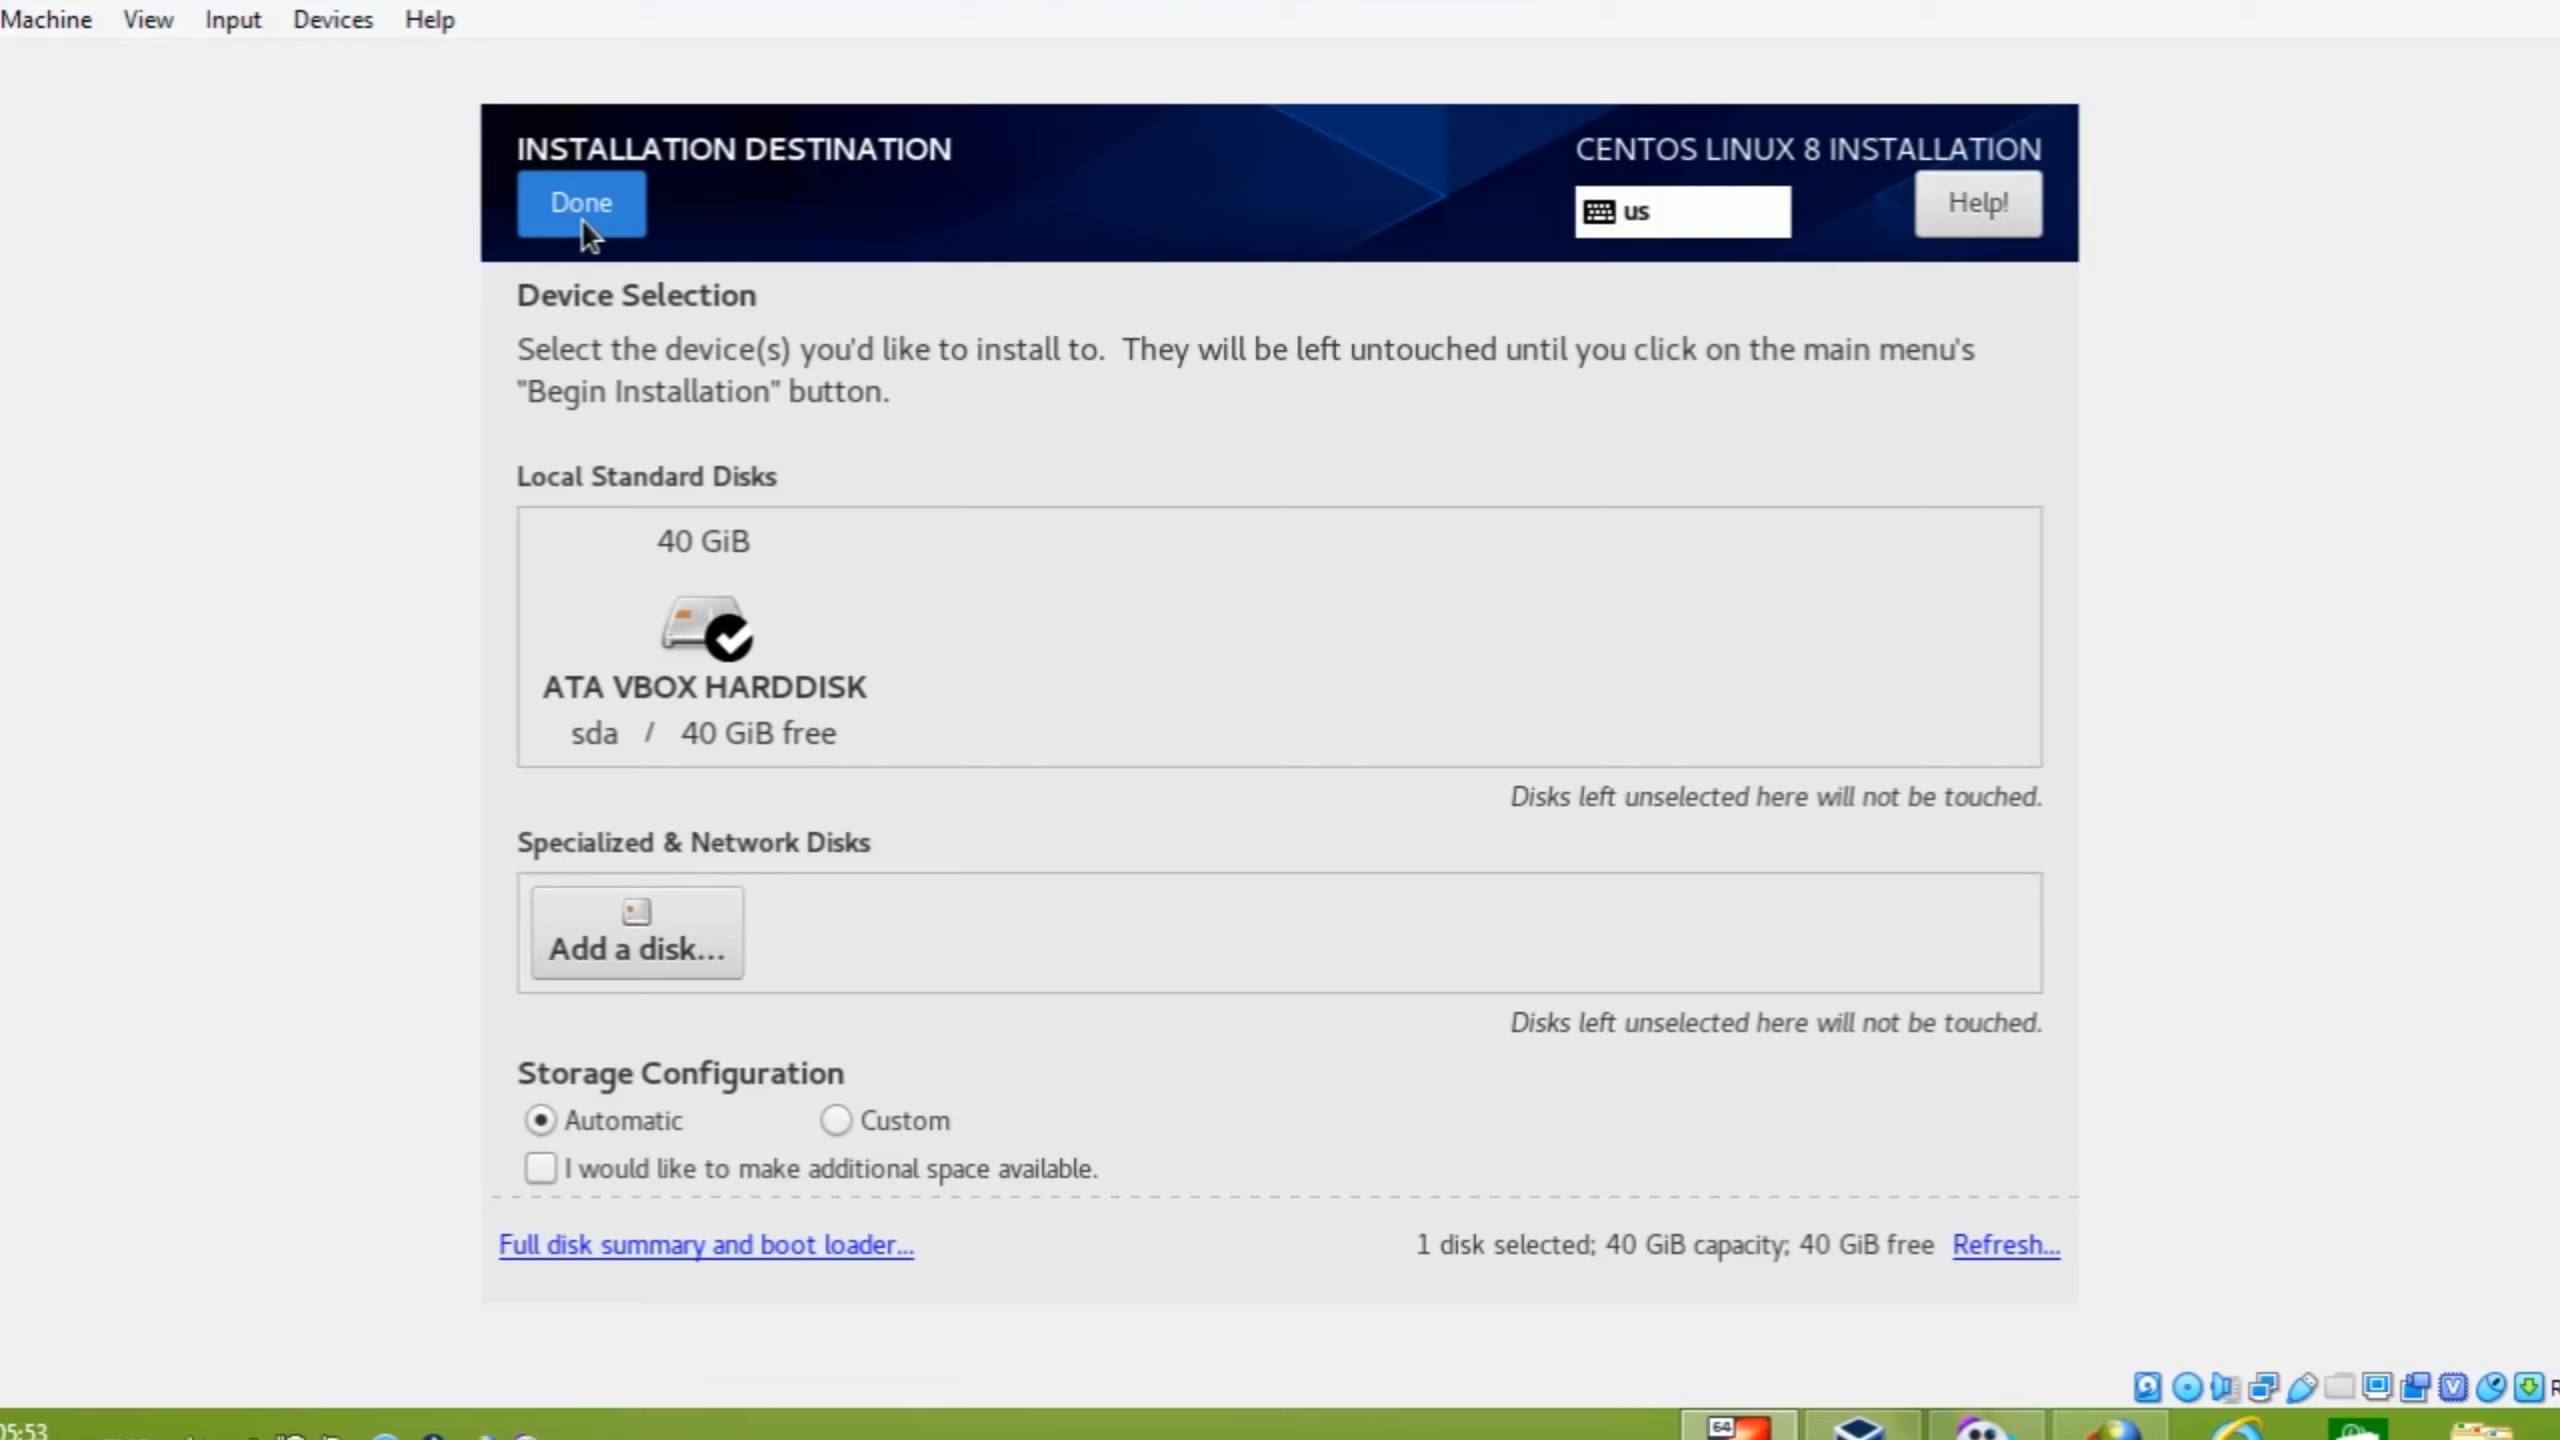 Machine View Input Devices Help
INSTALLATION DESTINATION
CENTOS LINUX 8 INSTALLATION
Done
us
Help!
Device Selection
Select the device(s) you'd like to install to. They will be left untouched until you click on the main menu's
"Begin Installation" button.
Local Standard Disks
40 GiB
ATA VBOX HARDDISK
sda / 40 GiB free
Disks left unselected here will not be touched.
Specialized & Network Disks
Add a disk...
Disks left unselected here will not be touched.
Storage Configuration
Automatic Custom
I would like to make additional space available.
Full disk summary and boot loader...
1 disk selected; 40 GiB capacity; 40 GiB free Refresh...
05:53
64